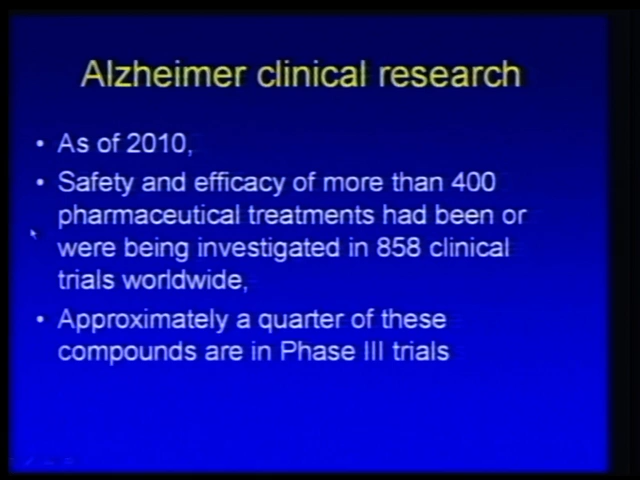 Alzheimer clinical research
• As of 2010,
• Safety and efficacy of more than 400
pharmaceutical treatments had been or
were being investigated in 858 clinical
trials worldwide,
• Approximately a quarter of these
compounds are in Phase III trials